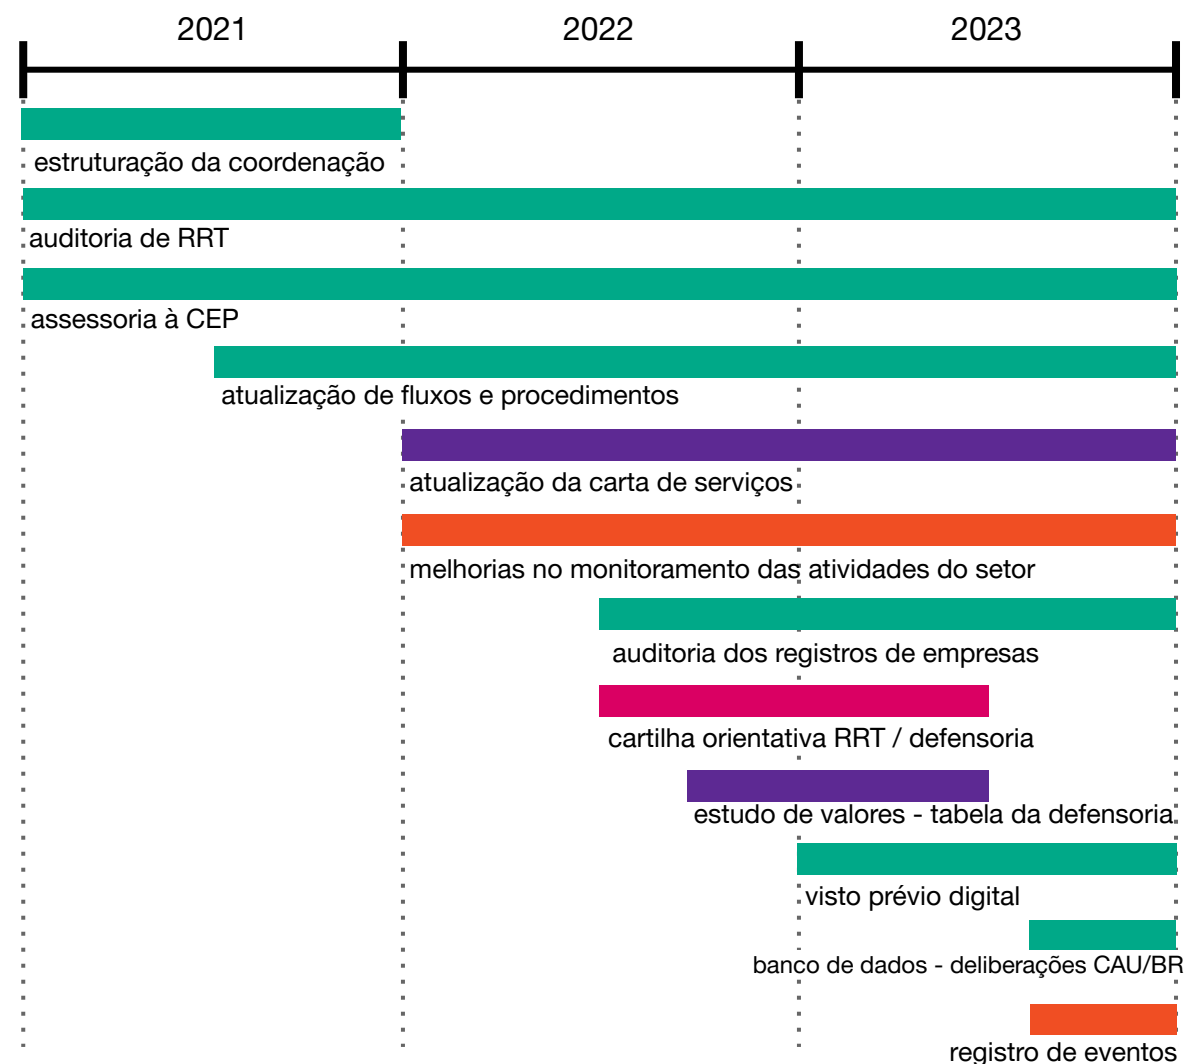 2021
2022
2023
estruturação da coordenação
auditoria de RRT
assessoria à CEP
atualização de fluxos e procedimentos
atualização da carta de serviços
melhorias no monitoramento das atividades do setor
auditoria dos registros de empresas
cartilha orientativa RRT / defensoria
estudo de valores - tabela da defensoria
visto prévio digital
banco de dados - deliberações CAU/BR
registro de eventos